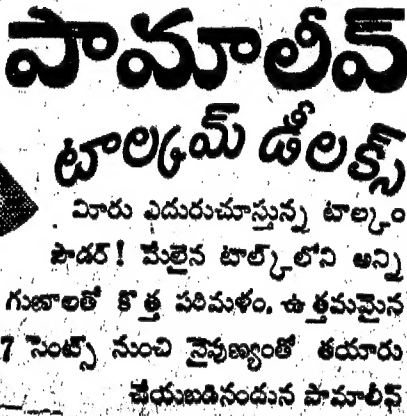 పామాలీవ్
టాల్కమ్ డీలక్స్
మీరు ఎదురుచూస్తున్న టాల్కం
పౌడర్! మేలైన టాల్క్‌లోని అన్ని
గుణాలతో కొత్త పరిమళం. ఉత్తమమైన
7 సెంట్స్ నుంచి నైపుణ్యంతో తయారు
చేయబడినందున పామాలీవ్